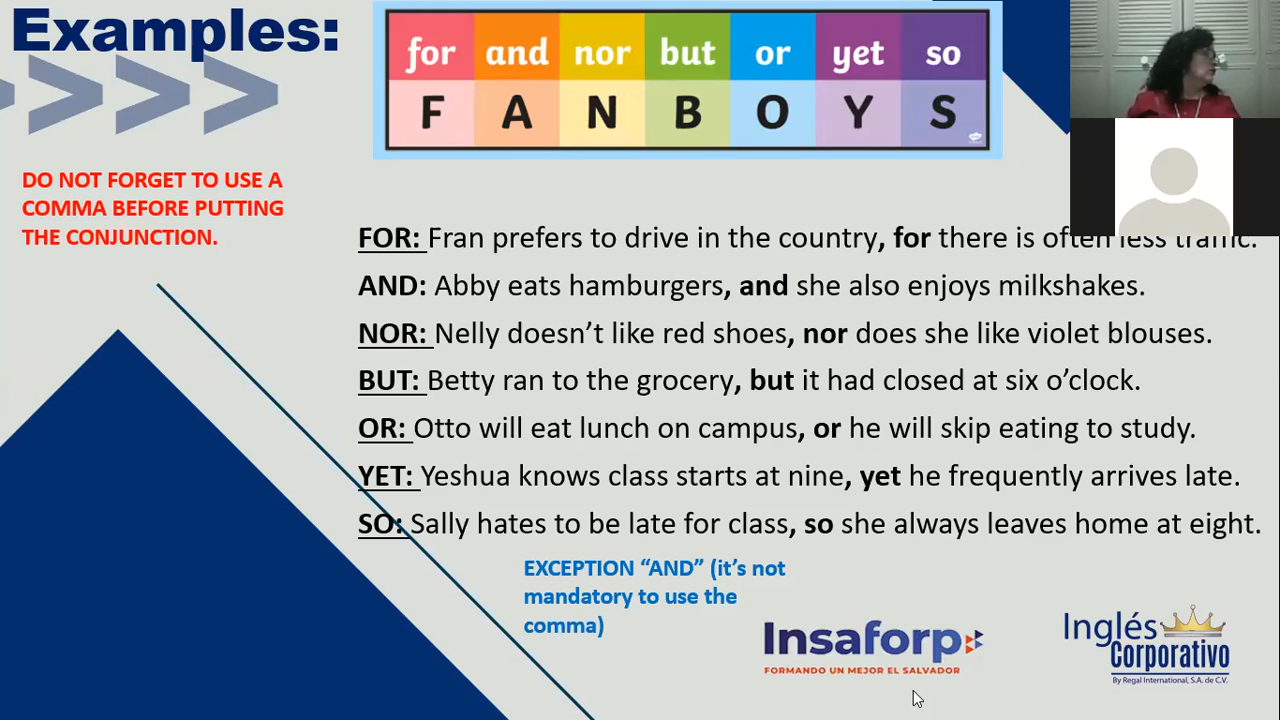 Examples:
for and nor but or yet so
F A N B O Y S
DO NOT FORGET TO USE A
COMMA BEFORE PUTTING
THE CONJUNCTION.
FOR: Fran prefers to drive in the country, for there is often less traffic.
AND: Abby eats hamburgers, and she also enjoys milkshakes.
NOR: Nelly doesn’t like red shoes, nor does she like violet blouses.
BUT: Betty ran to the grocery, but it had closed at six o’clock.
OR: Otto will eat lunch on campus, or he will skip eating to study.
YET: Yeshua knows class starts at nine, yet he frequently arrives late.
SO: Sally hates to be late for class, so she always leaves home at eight.
EXCEPTION “AND” (it’s not
mandatory to use the
comma)
Insaforp
FORMANDO UN MEJOR EL SALVADOR
Inglés
Corporativo
By Regal International, S.A. de C.V.